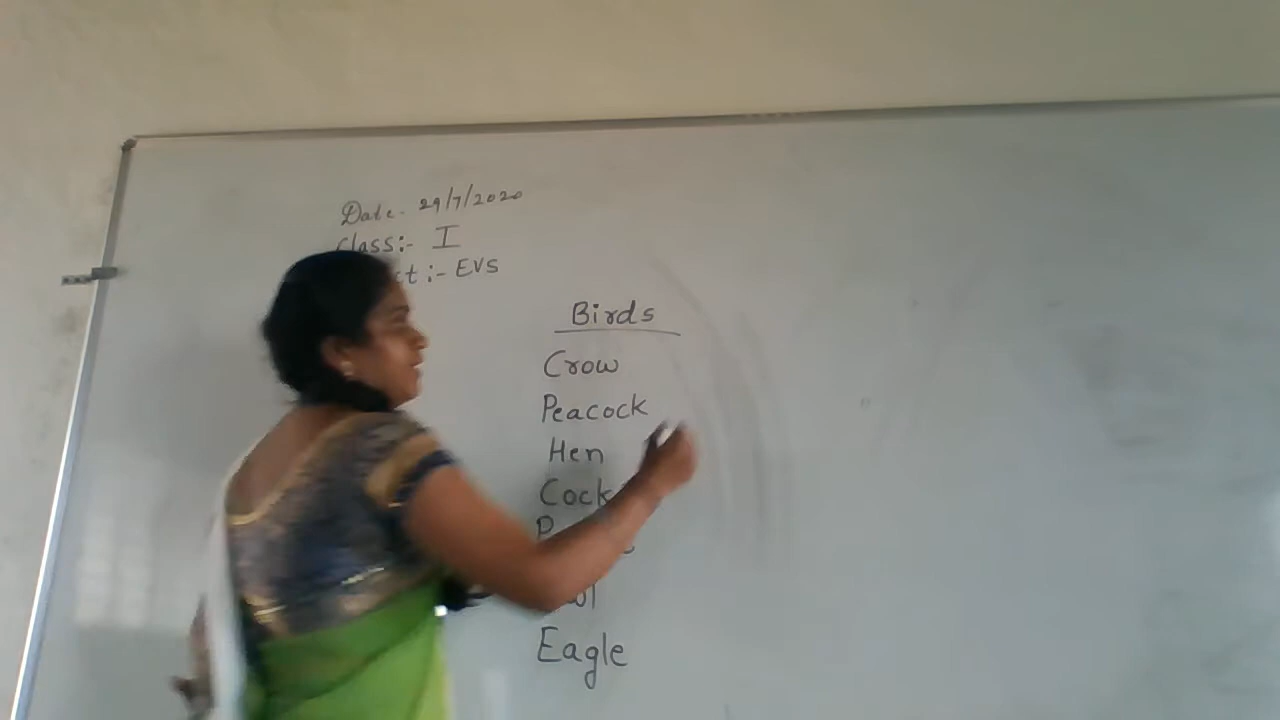 Date. 29/7/2020
Class:- I
:- EVS
Birds
Crow
Peacock
Hen
Cock
Eagle